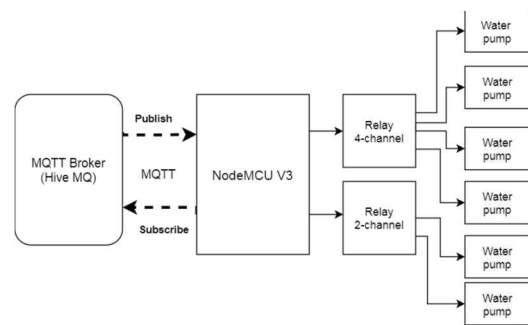 Publish
MQTT Broker
(Hive MQ)
MQTT
Subscribe
NodeMCU V3
Relay
4-channel
Relay
2-channel
Water
pump
Water
pump
Water
pump
Water
pump
Water
pump
Water
pump